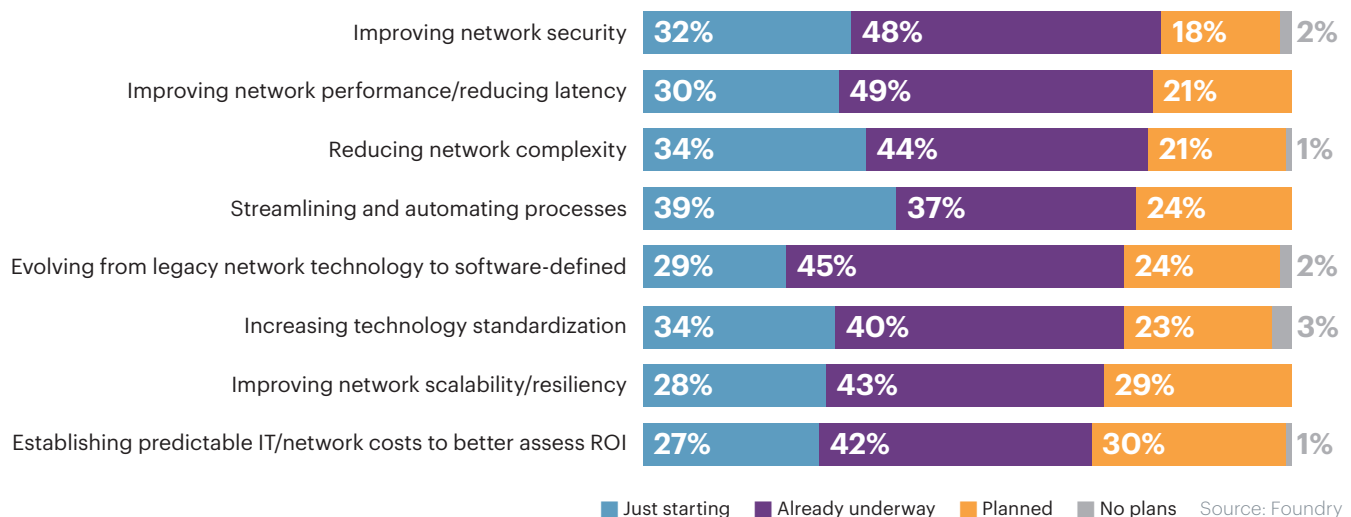 Improving network security 32% 48% 18% 2%
Improving network performance/reducing latency 30% 49% 21%
Reducing network complexity 34% 44% 21% 1%
Streamlining and automating processes 39% 37% 24%
Evolving from legacy network technology to software-defined 29% 45% 24% 2%
Increasing technology standardization 34% 40% 23% 3%
Improving network scalability/resiliency 28% 43% 29%
Establishing predictable IT/network costs to better assess ROI 27% 42% 30% 1%
Just starting Already underway Planned No plans Source: Foundry